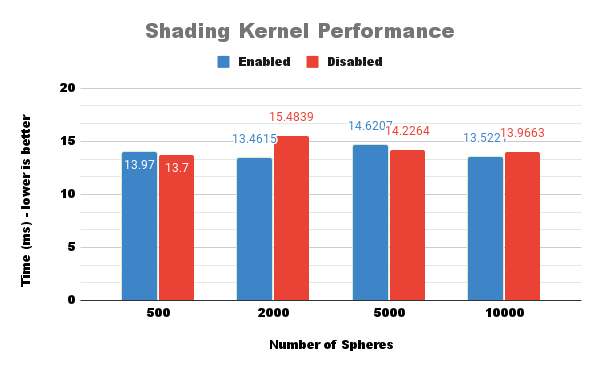 Shading Kernel Performance
Enabled Disabled
Time (ms) - lower is better
20
15
10
5
0
13.97 13.7
13.4615 15.4839
14.6207 14.2264
13.522 13.9663
500 2000 5000 10000
Number of Spheres